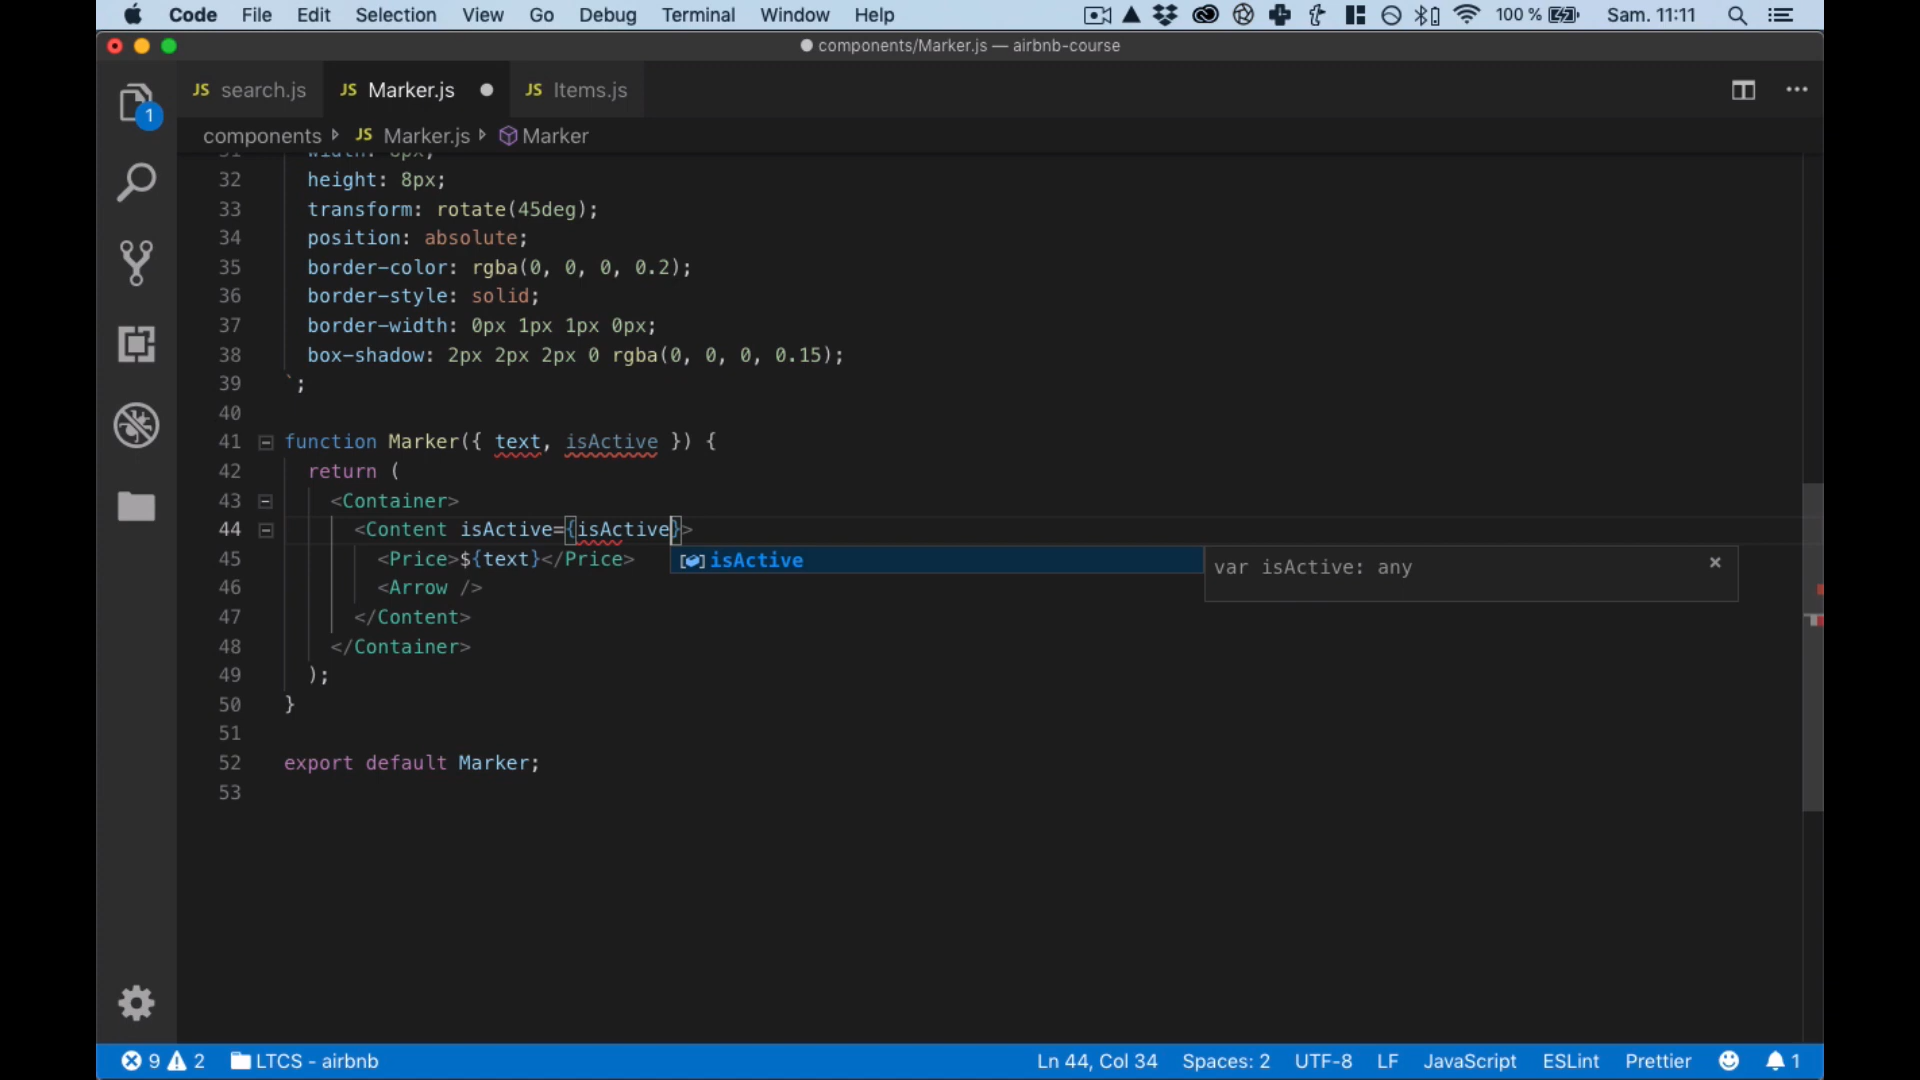 Code File Edit Selection View Go Debug Terminal Window Help 100 % Sam. 11:11
components/Marker.js — airbnb-course
1
JS search.js JS Marker.js JS Items.js
components JS Marker.js Marker
31 width: 8px;
32 height: 8px;
33 transform: rotate(45deg);
34 position: absolute;
35 border-color: rgba(0, 0, 0, 0.2);
36 border-style: solid;
37 border-width: 0px 1px 1px 0px;
38 box-shadow: 2px 2px 2px 0 rgba(0, 0, 0, 0.15);
39 `;
40
41 function Marker({ text, isActive }) {
42 return (
43 <Container>
44 <Content isActive={isActive}>
45 <Price>${text}</Price> isActive var isActive: any
46 <Arrow />
47 </Content>
48 </Container>
49 );
50 }
51
52 export default Marker;
53
9 2 LTCS - airbnb Ln 44, Col 34 Spaces: 2 UTF-8 LF JavaScript ESLint Prettier 1